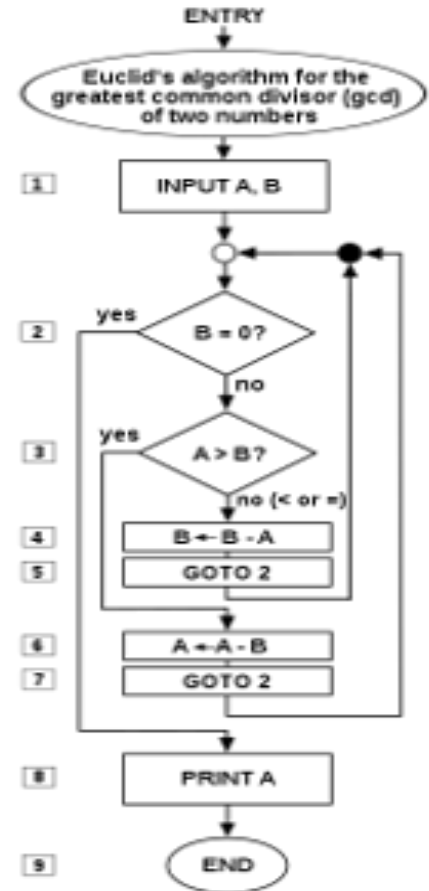 ENTRY
Euclid's algorithm for the
greatest common divisor (gcd)
of two numbers
1
INPUT A, B
yes
2
B = 0?
no
yes
3
A > B?
no (< or =)
4
B ← B - A
5
GOTO 2
6
A ← A - B
7
GOTO 2
8
PRINT A
9
END